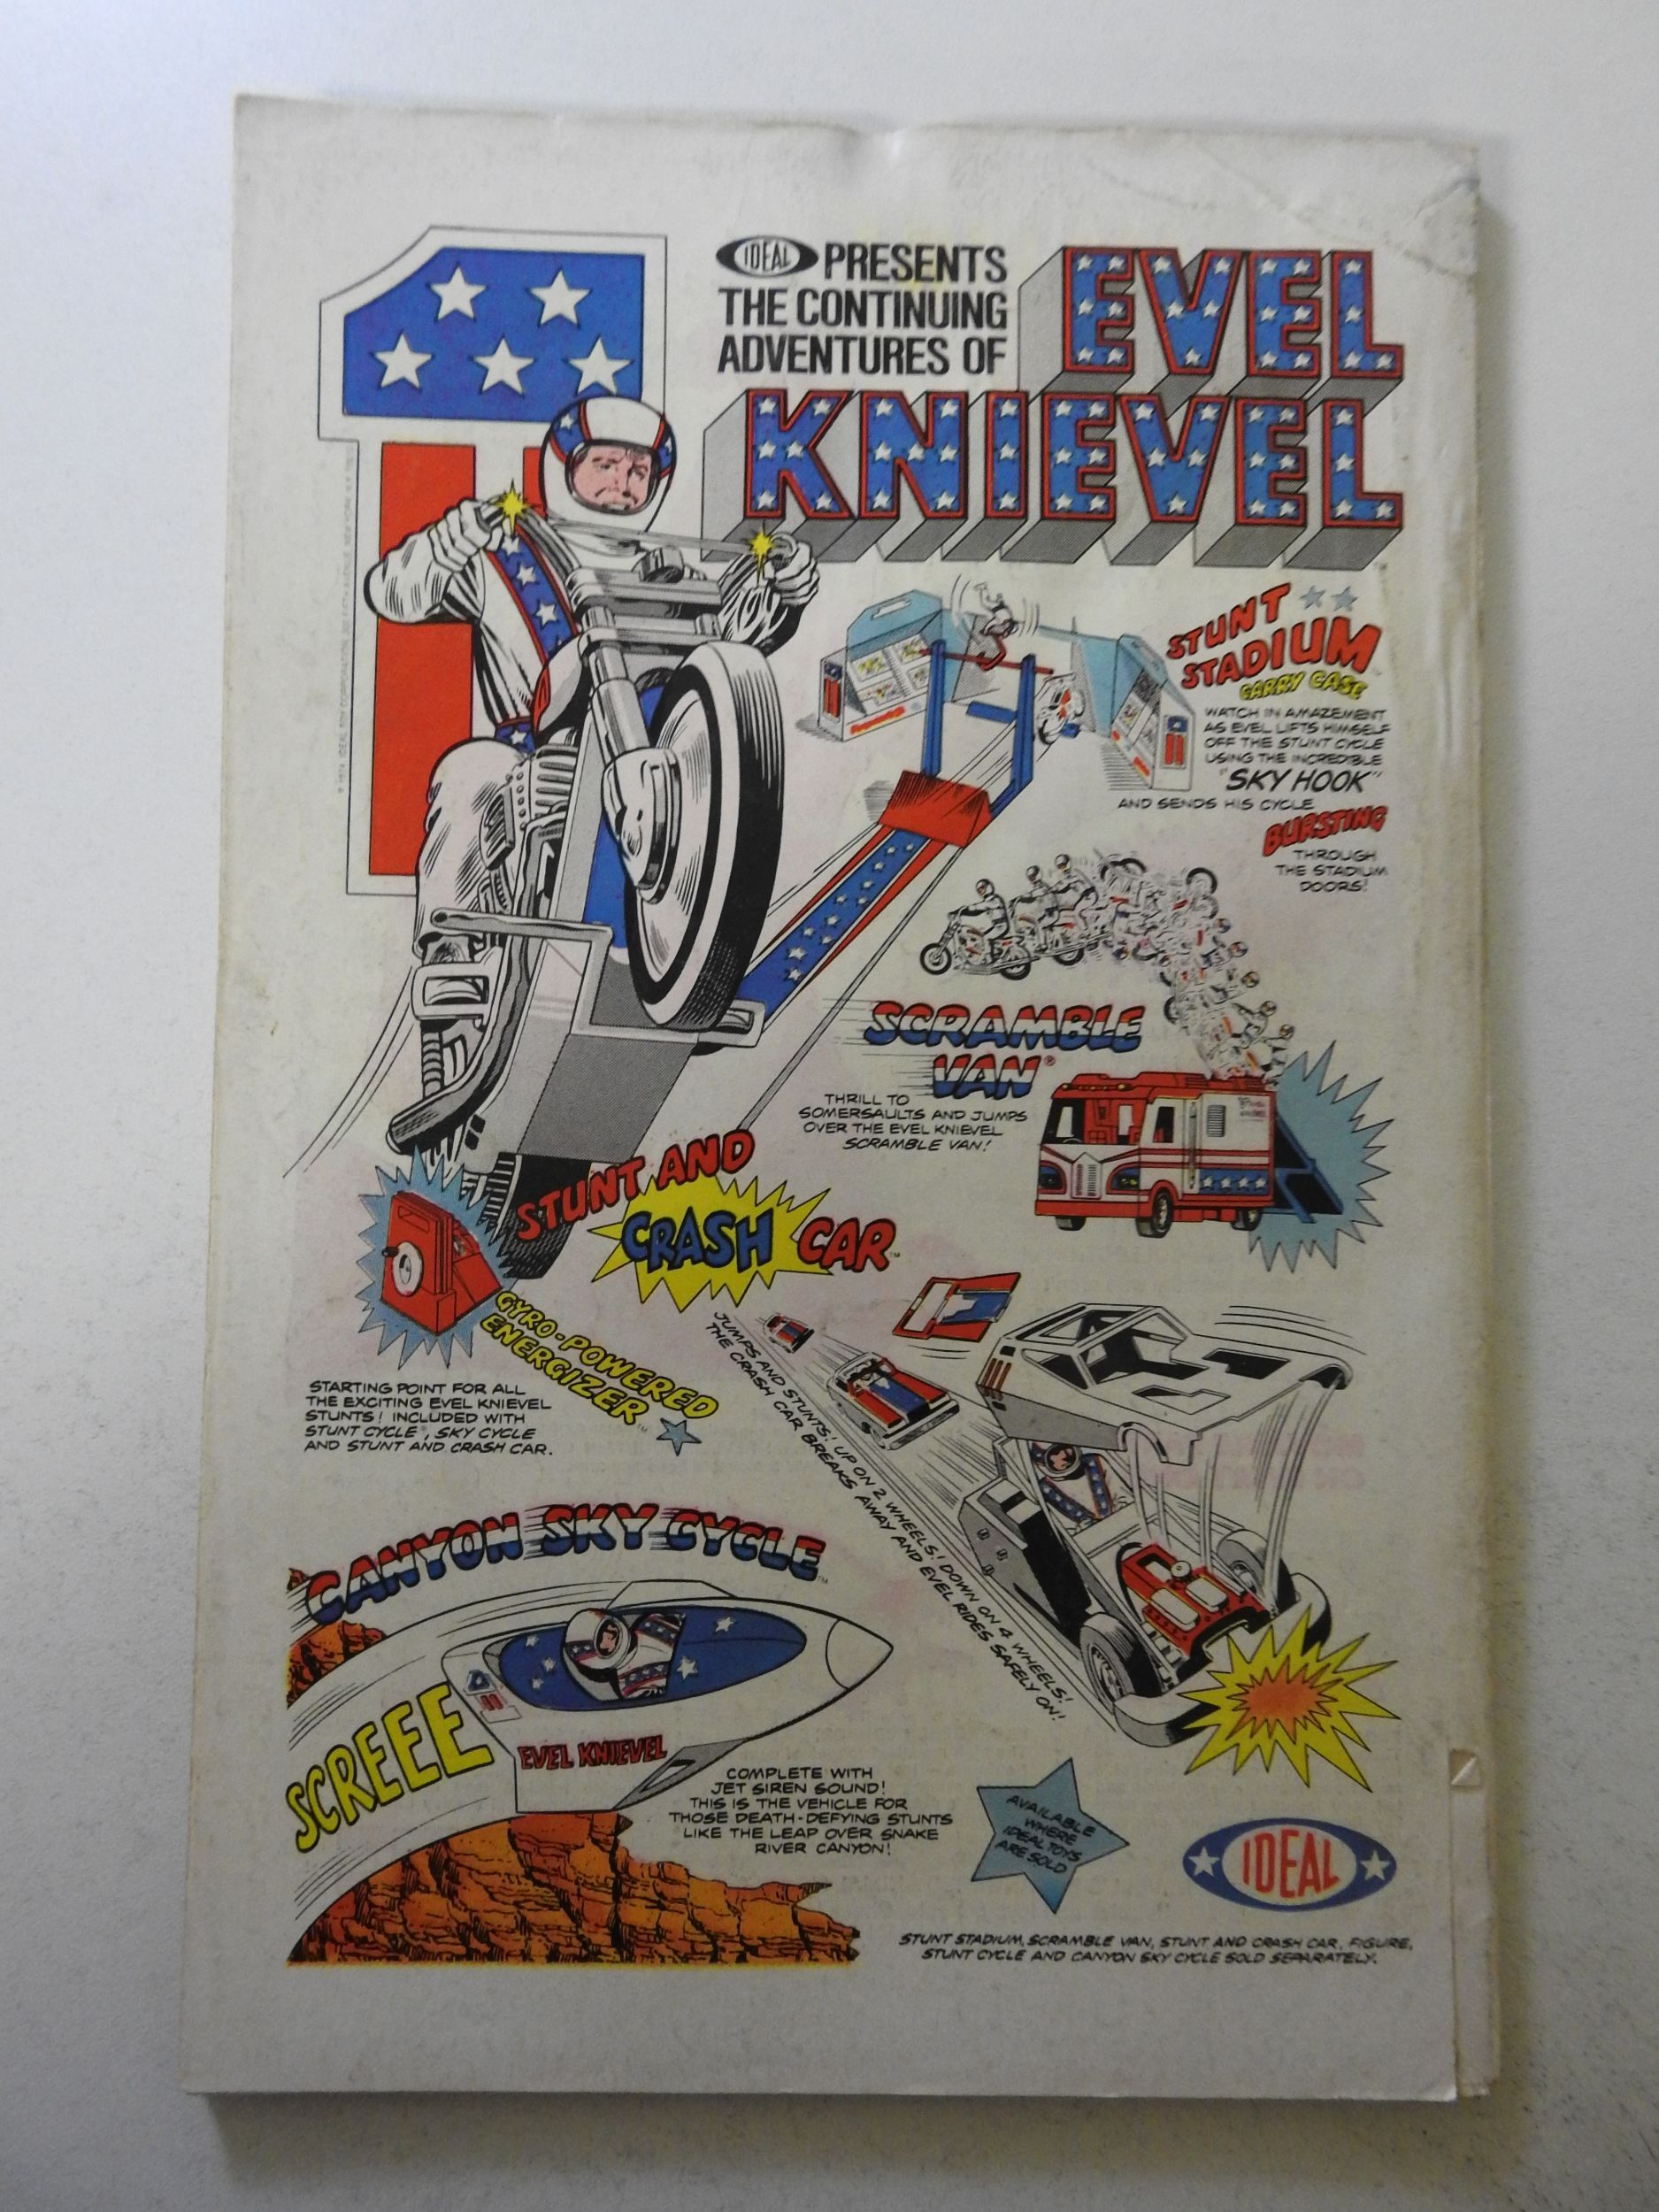 IDEAL PRESENTS
THE CONTINUING
ADVENTURES OF
EVEL
KNIEVEL
STUNT
STADIUM
CARRY CASE
WATCH IN AMAZEMENT
AS EVEL LIFTS HIMSELF
OFF THE STUNT CYCLE
USING THE INCREDIBLE
"SKY HOOK"
AND SENDS HIS CYCLE
BURSTING
THROUGH
THE STADIUM
DOORS!
SCRAMBLE
VAN®
THRILL TO
SOMERSAULTS AND JUMPS
OVER THE EVEL KNIEVEL
SCRAMBLE VAN!
STUNT AND
CRASH CAR™
JUMPS AND STUNTS! UP ON 2 WHEELS! DOWN ON 4 WHEELS!
THE CRASH CAR BREAKS AWAY AND EVEL RIDES SAFELY ON!
GYRO-POWERED
ENERGIZER™
STARTING POINT FOR ALL
THE EXCITING EVEL KNIEVEL
STUNTS! INCLUDED WITH
STUNT CYCLE®, SKY CYCLE
AND STUNT AND CRASH CAR.
CANYON SKY CYCLE™
SCREEE
EVEL KNIEVEL
COMPLETE WITH
JET SIREN SOUND!
THIS IS THE VEHICLE FOR
THOSE DEATH-DEFYING STUNTS
LIKE THE LEAP OVER SNAKE
RIVER CANYON!
AVAILABLE
WHERE
IDEAL TOYS
ARE SOLD
IDEAL
STUNT STADIUM, SCRAMBLE VAN, STUNT AND CRASH CAR, FIGURE,
STUNT CYCLE AND CANYON SKY CYCLE SOLD SEPARATELY.